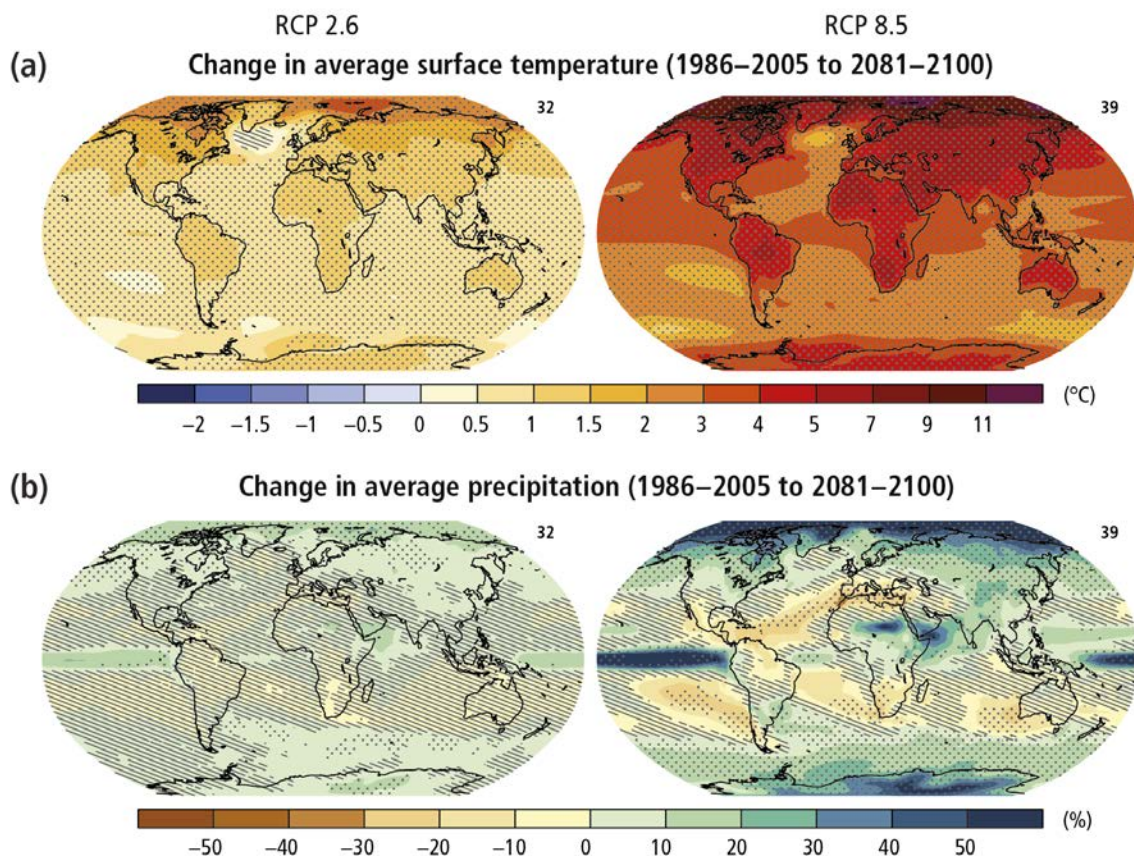 RCP 2.6 RCP 8.5
(a) Change in average surface temperature (1986–2005 to 2081–2100)
32 39
(°C)
−2 −1.5 −1 −0.5 0 0.5 1 1.5 2 3 4 5 7 9 11
(b) Change in average precipitation (1986–2005 to 2081–2100)
32 39
(%)
−50 −40 −30 −20 −10 0 10 20 30 40 50